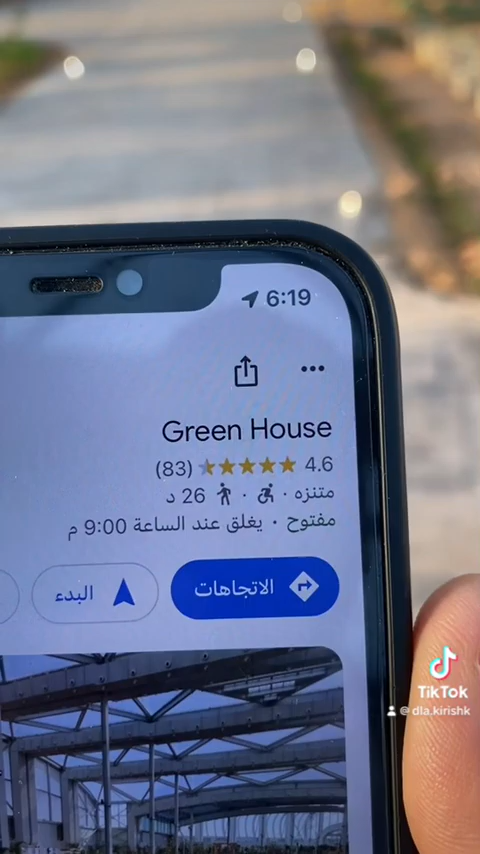 6:19
Green House
4.6 (83)
متنزه · · 26 د
مفتوح · يغلق عند الساعة 9:00 م
الاتجاهات
البدء
TikTok
@dla.kirishk